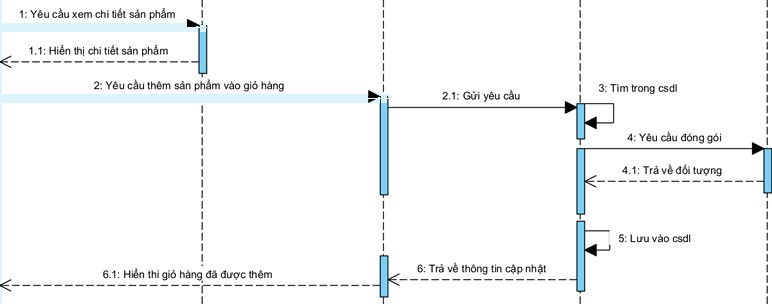 1: Yêu cầu xem chi tiết sản phẩm
1.1: Hiển thị chi tiết sản phẩm
2: Yêu cầu thêm sản phẩm vào giỏ hàng
2.1: Gửi yêu cầu
3: Tìm trong csdl
4: Yêu cầu đóng gói
4.1: Trả về đối tượng
5: Lưu vào csdl
6: Trả về thông tin cập nhật
6.1: Hiển thi giỏ hàng đã được thêm